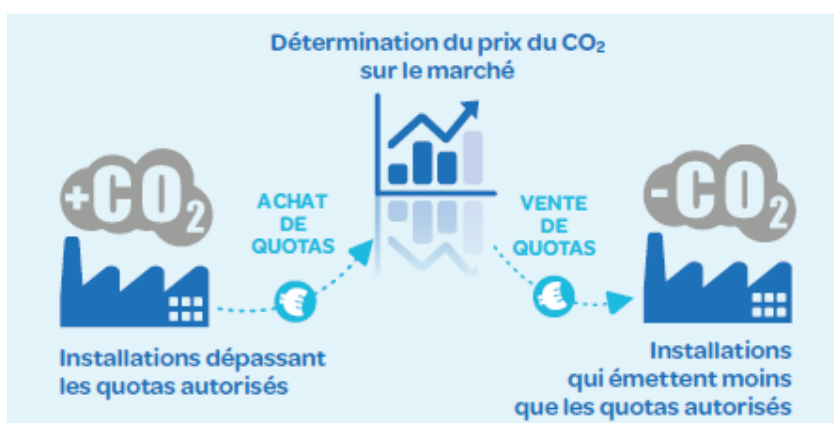 Détermination du prix du CO₂
sur le marché
+CO₂
ACHAT
DE
QUOTAS
€
Installations dépassant
les quotas autorisés
VENTE
DE
QUOTAS
€
-CO₂
Installations
qui émettent moins
que les quotas autorisés